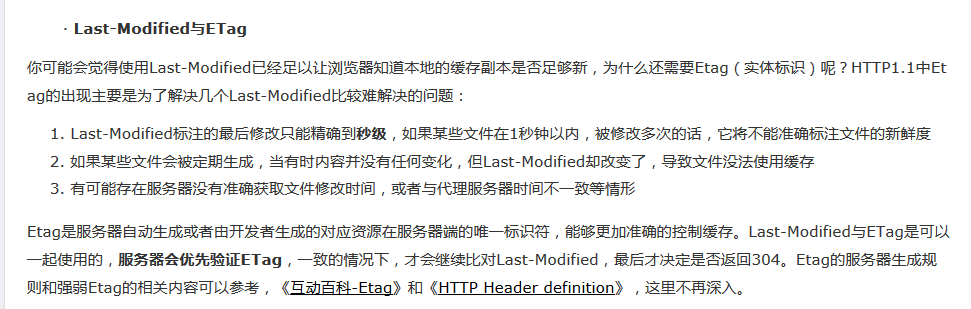 · Last-Modified与ETag
你可能会觉得使用Last-Modified已经足以让浏览器知道本地的缓存副本是否足够新，为什么还需要Etag（实体标识）呢？HTTP1.1中Et
ag的出现主要是为了解决几个Last-Modified比较难解决的问题：
1. Last-Modified标注的最后修改只能精确到秒级，如果某些文件在1秒钟以内，被修改多次的话，它将不能准确标注文件的新鲜度
2. 如果某些文件会被定期生成，当有时内容并没有任何变化，但Last-Modified却改变了，导致文件没法使用缓存
3. 有可能存在服务器没有准确获取文件修改时间，或者与代理服务器时间不一致等情形
Etag是服务器自动生成或者由开发者生成的对应资源在服务器端的唯一标识符，能够更加准确的控制缓存。Last-Modified与ETag是可以
一起使用的，服务器会优先验证ETag，一致的情况下，才会继续比对Last-Modified，最后才决定是否返回304。Etag的服务器生成规
则和强弱Etag的相关内容可以参考，《互动百科-Etag》和《HTTP Header definition》，这里不再深入。